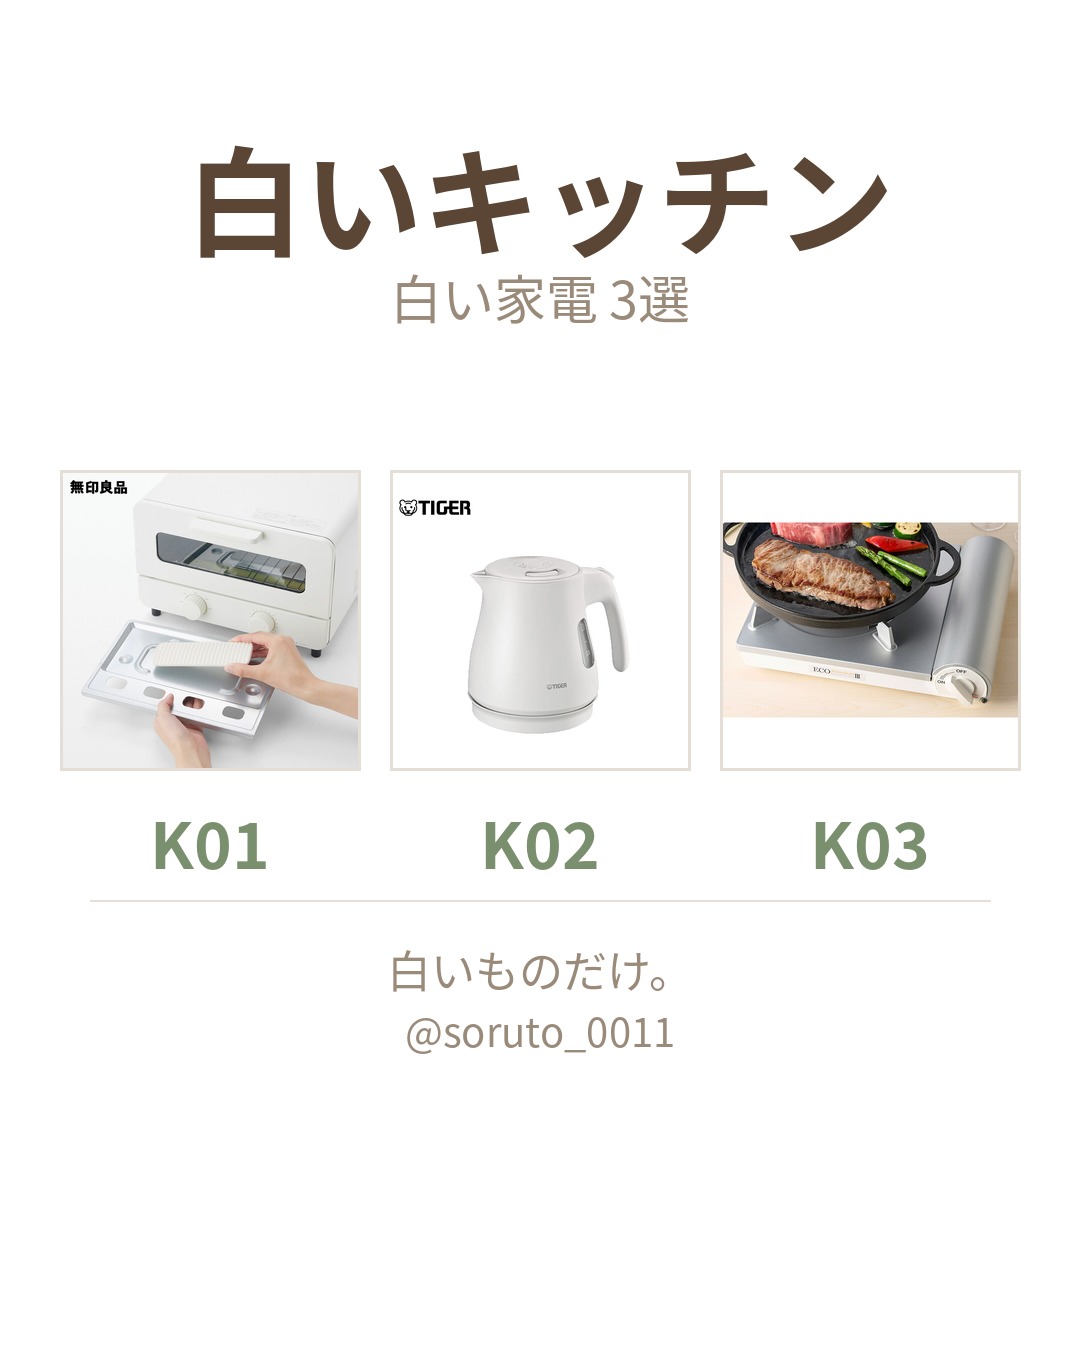 白いキッチン
白い家電 3選
無印良品
TIGER
TIGER
ECO III
OFF
ON
K01
K02
K03
白いものだけ。
@soruto_0011